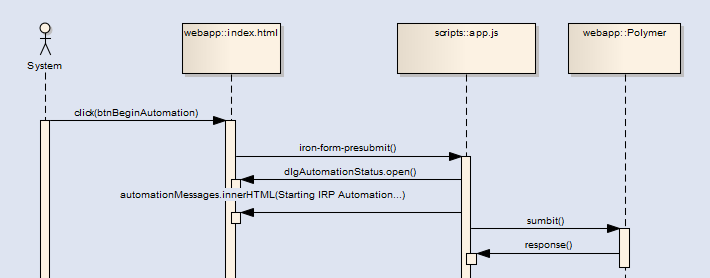 webapp::index.html
scripts::app.js
webapp::Polymer
System
click(btnBeginAutomation)
iron-form-presubmit()
dlgAutomationStatus.open()
automationMessages.innerHTML(Starting IRP Automation...)
sumbit()
response()